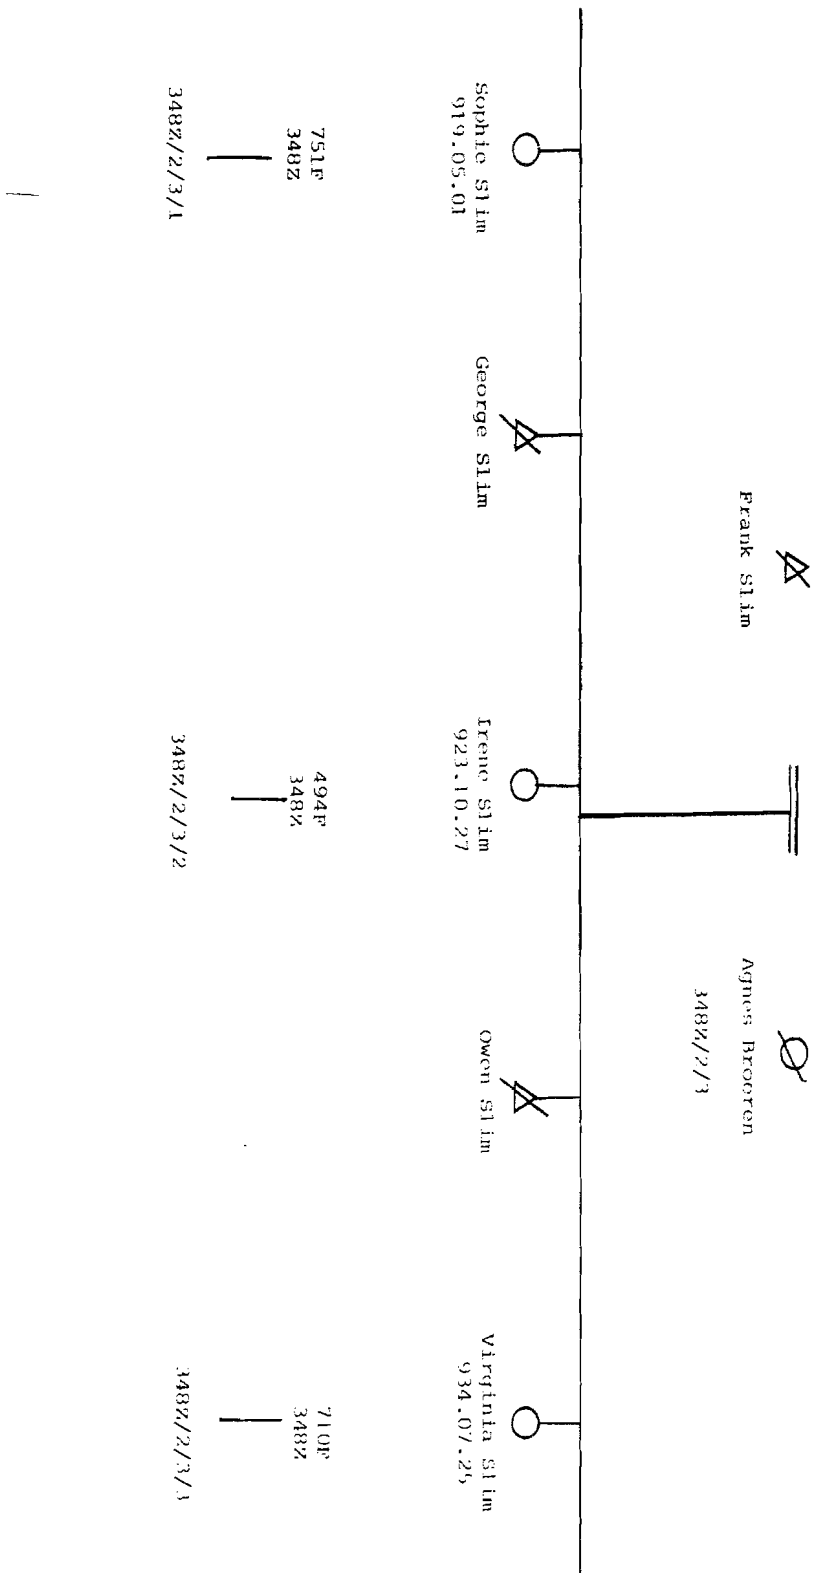 Frank Slim
Agnes Broeren
348Z/2/3
Sophie Slim
919.05.01
George Slim
Irene Slim
923.10.27
Owen Slim
Virginia Slim
934.07.25
751F
348Z
494F
348Z
710F
348Z
348Z/2/3/1
348Z/2/3/2
348Z/2/3/3